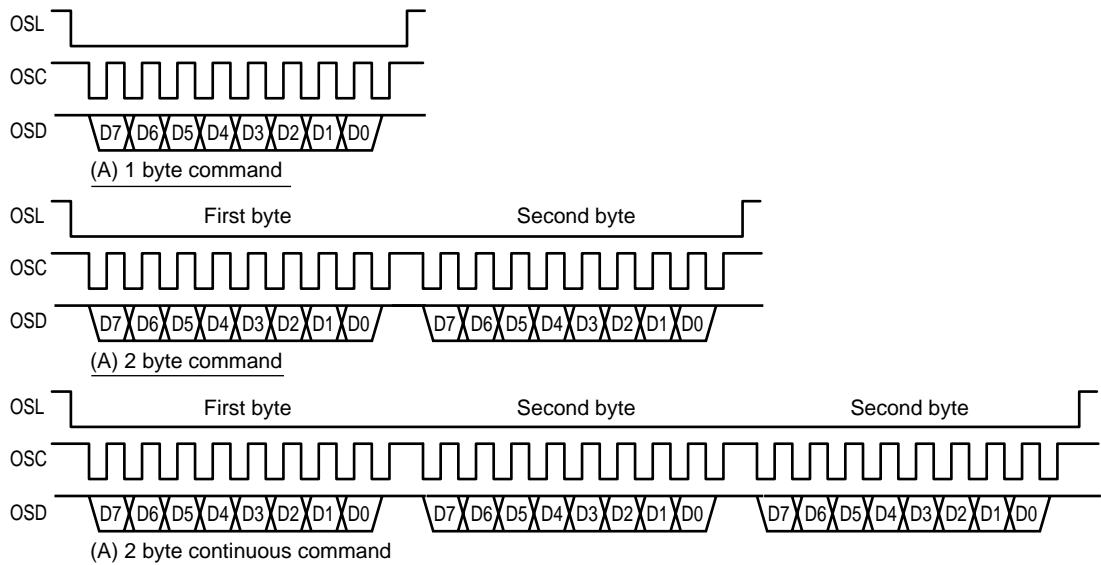 OSL
OSC
OSD D7 D6 D5 D4 D3 D2 D1 D0
(A) 1 byte command
OSL First byte Second byte
OSC
OSD D7 D6 D5 D4 D3 D2 D1 D0 D7 D6 D5 D4 D3 D2 D1 D0
(A) 2 byte command
OSL First byte Second byte Second byte
OSC
OSD D7 D6 D5 D4 D3 D2 D1 D0 D7 D6 D5 D4 D3 D2 D1 D0 D7 D6 D5 D4 D3 D2 D1 D0
(A) 2 byte continuous command